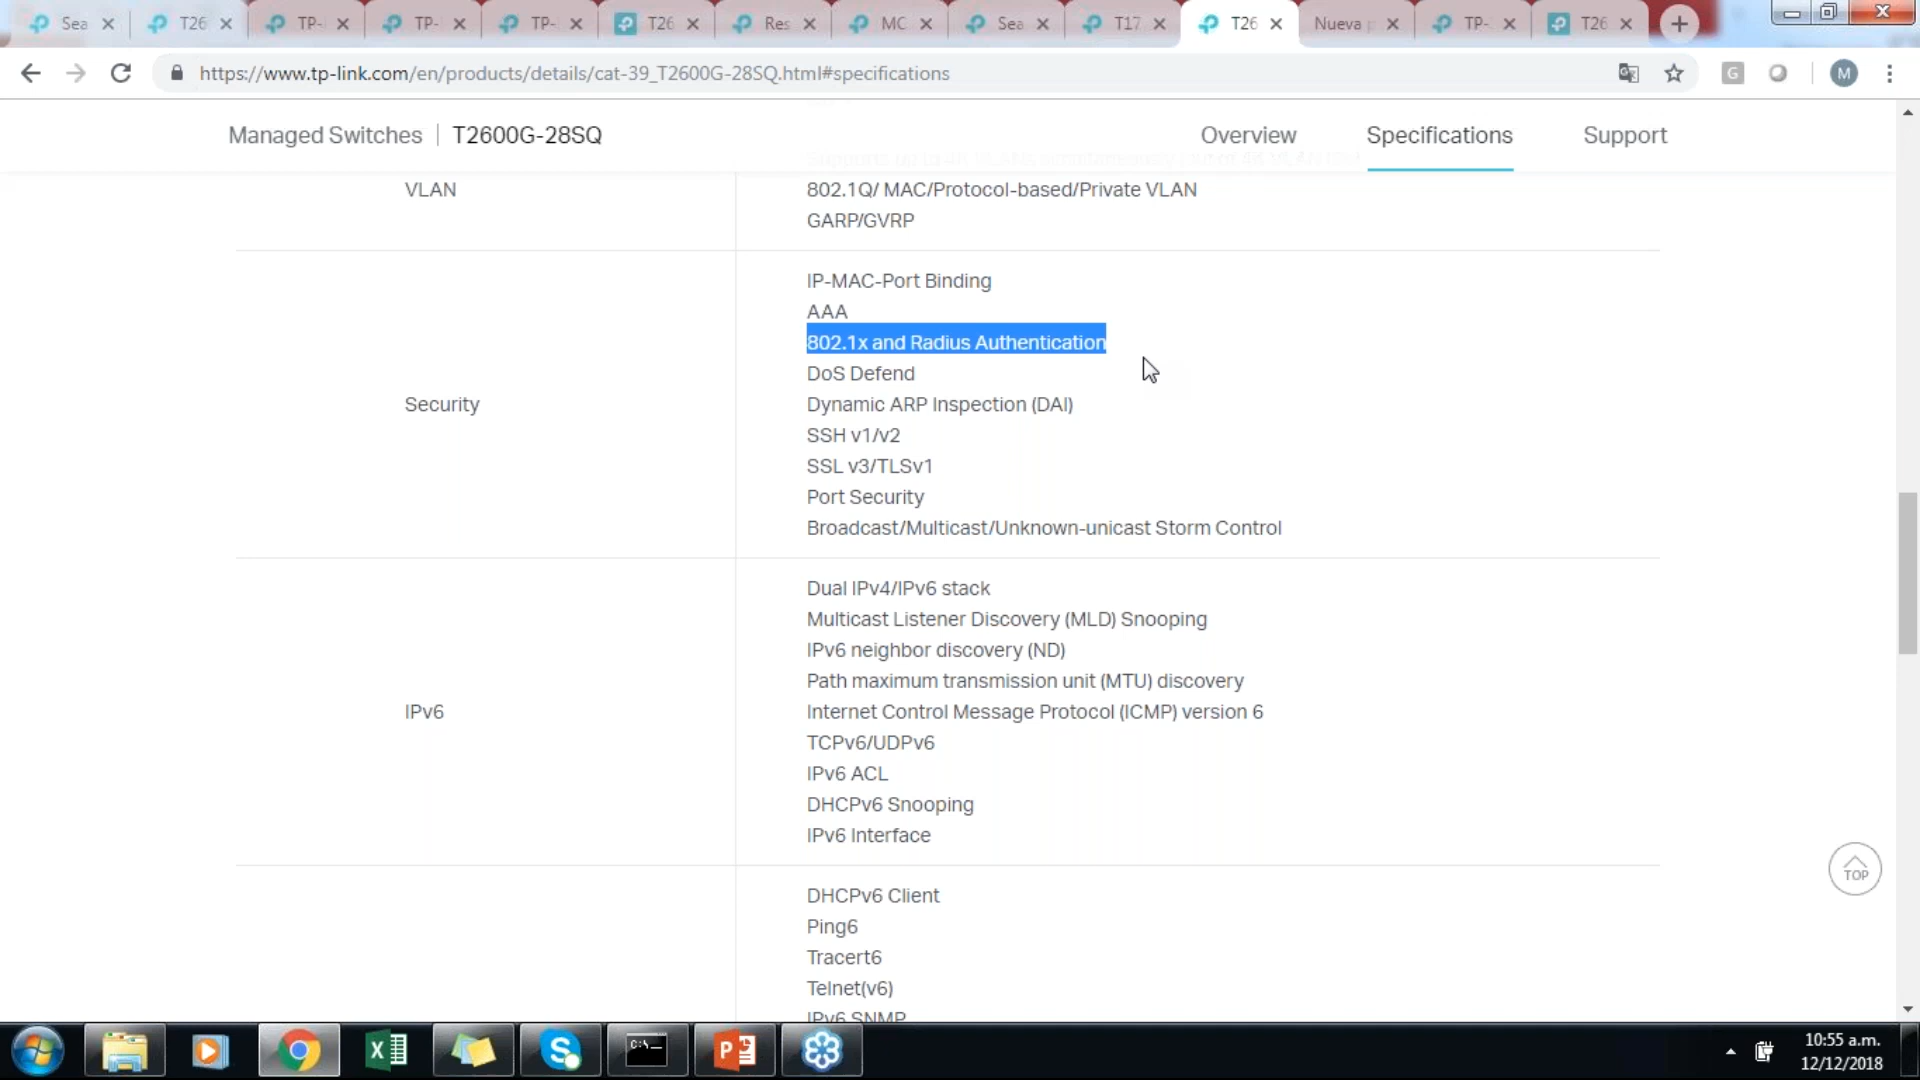 Sea
T26
TP-
TP-
TP-
T26
Res
MC
Sea
T17
T26
Nueva p
TP-
T26
https://www.tp-link.com/en/products/details/cat-39_T2600G-28SQ.html#specifications
G
M
Managed Switches | T2600G-28SQ
Overview
Specifications
Support
VLAN
802.1Q/ MAC/Protocol-based/Private VLAN
GARP/GVRP
Security
IP-MAC-Port Binding
AAA
802.1x and Radius Authentication
DoS Defend
Dynamic ARP Inspection (DAI)
SSH v1/v2
SSL v3/TLSv1
Port Security
Broadcast/Multicast/Unknown-unicast Storm Control
IPv6
Dual IPv4/IPv6 stack
Multicast Listener Discovery (MLD) Snooping
IPv6 neighbor discovery (ND)
Path maximum transmission unit (MTU) discovery
Internet Control Message Protocol (ICMP) version 6
TCPv6/UDPv6
IPv6 ACL
DHCPv6 Snooping
IPv6 Interface
DHCPv6 Client
Ping6
Tracert6
Telnet(v6)
IPv6 SNMP
TOP
C:\_
10:55 a.m.
12/12/2018